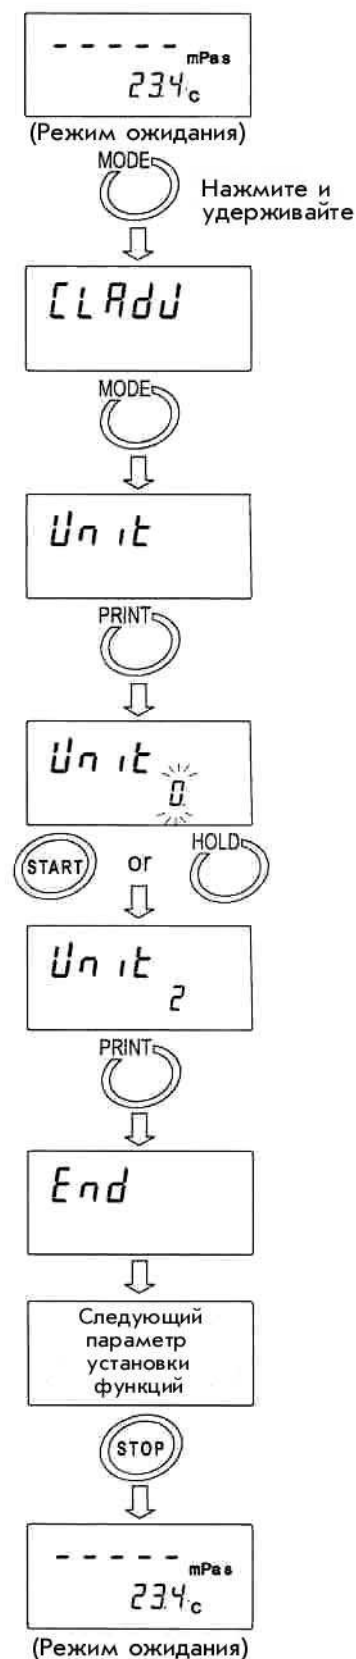 - - - - - mPas
23.4 c
(Режим ожидания)
MODE
Нажмите и
удерживайте
CLAdJ
MODE
Unit
PRINT
Unit
0.
START or HOLD
Unit
2
PRINT
End
Следующий
параметр
установки
функций
STOP
- - - - - mPas
23.4 c
(Режим ожидания)